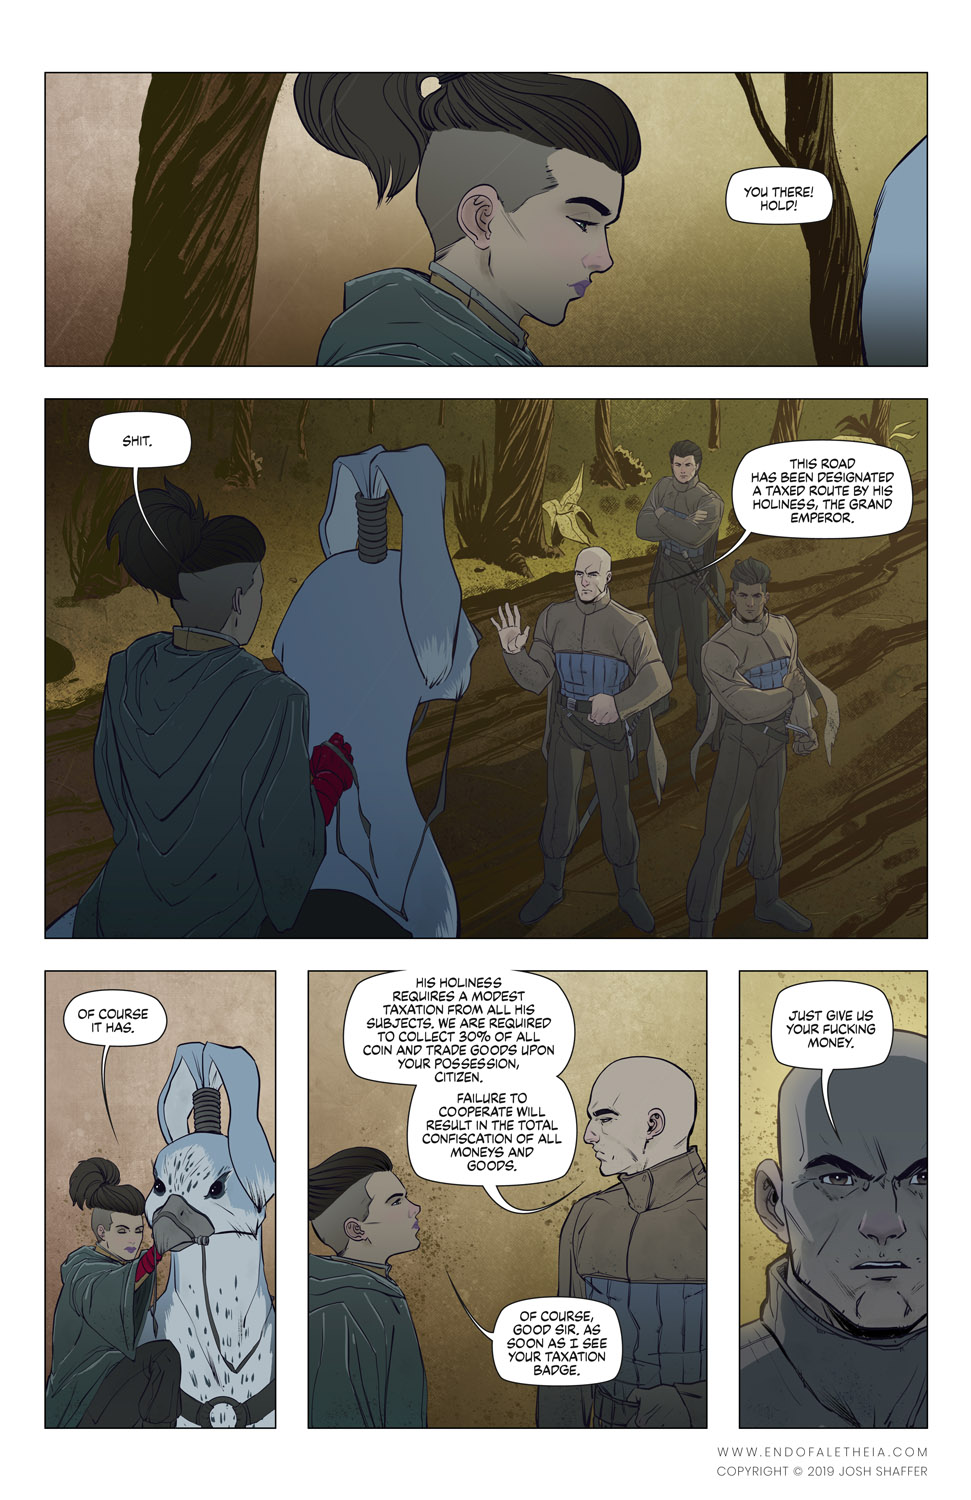 YOU THERE!
HOLD!
SHIT.
THIS ROAD
HAS BEEN DESIGNATED
A TAXED ROUTE BY HIS
HOLINESS, THE GRAND
EMPEROR.
OF COURSE
IT HAS.
HIS HOLINESS
REQUIRES A MODEST
TAXATION FROM ALL HIS
SUBJECTS. WE ARE REQUIRED
TO COLLECT 30% OF ALL
COIN AND TRADE GOODS UPON
YOUR POSSESSION,
CITIZEN.
FAILURE TO
COOPERATE WILL
RESULT IN THE TOTAL
CONFISCATION OF ALL
MONEYS AND
GOODS.
OF COURSE,
GOOD SIR. AS
SOON AS I SEE
YOUR TAXATION
BADGE.
JUST GIVE US
YOUR FUCKING
MONEY.
WWW.ENDOFALETHEIA.COM
COPYRIGHT © 2019 JOSH SHAFFER